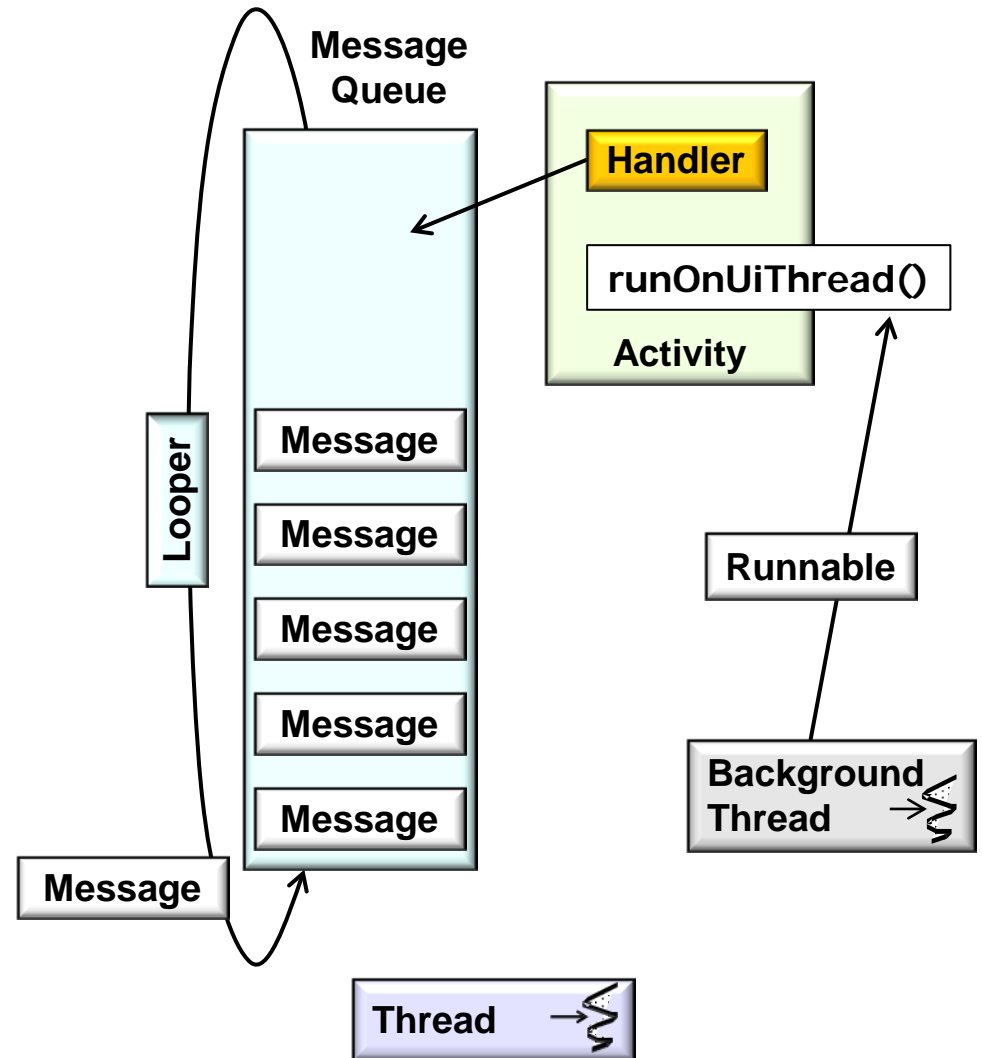 Message
Queue
Handler
runOnUiThread()
Activity
Looper
Message
Message
Message
Message
Message
Runnable
Background
Thread
Message
Thread